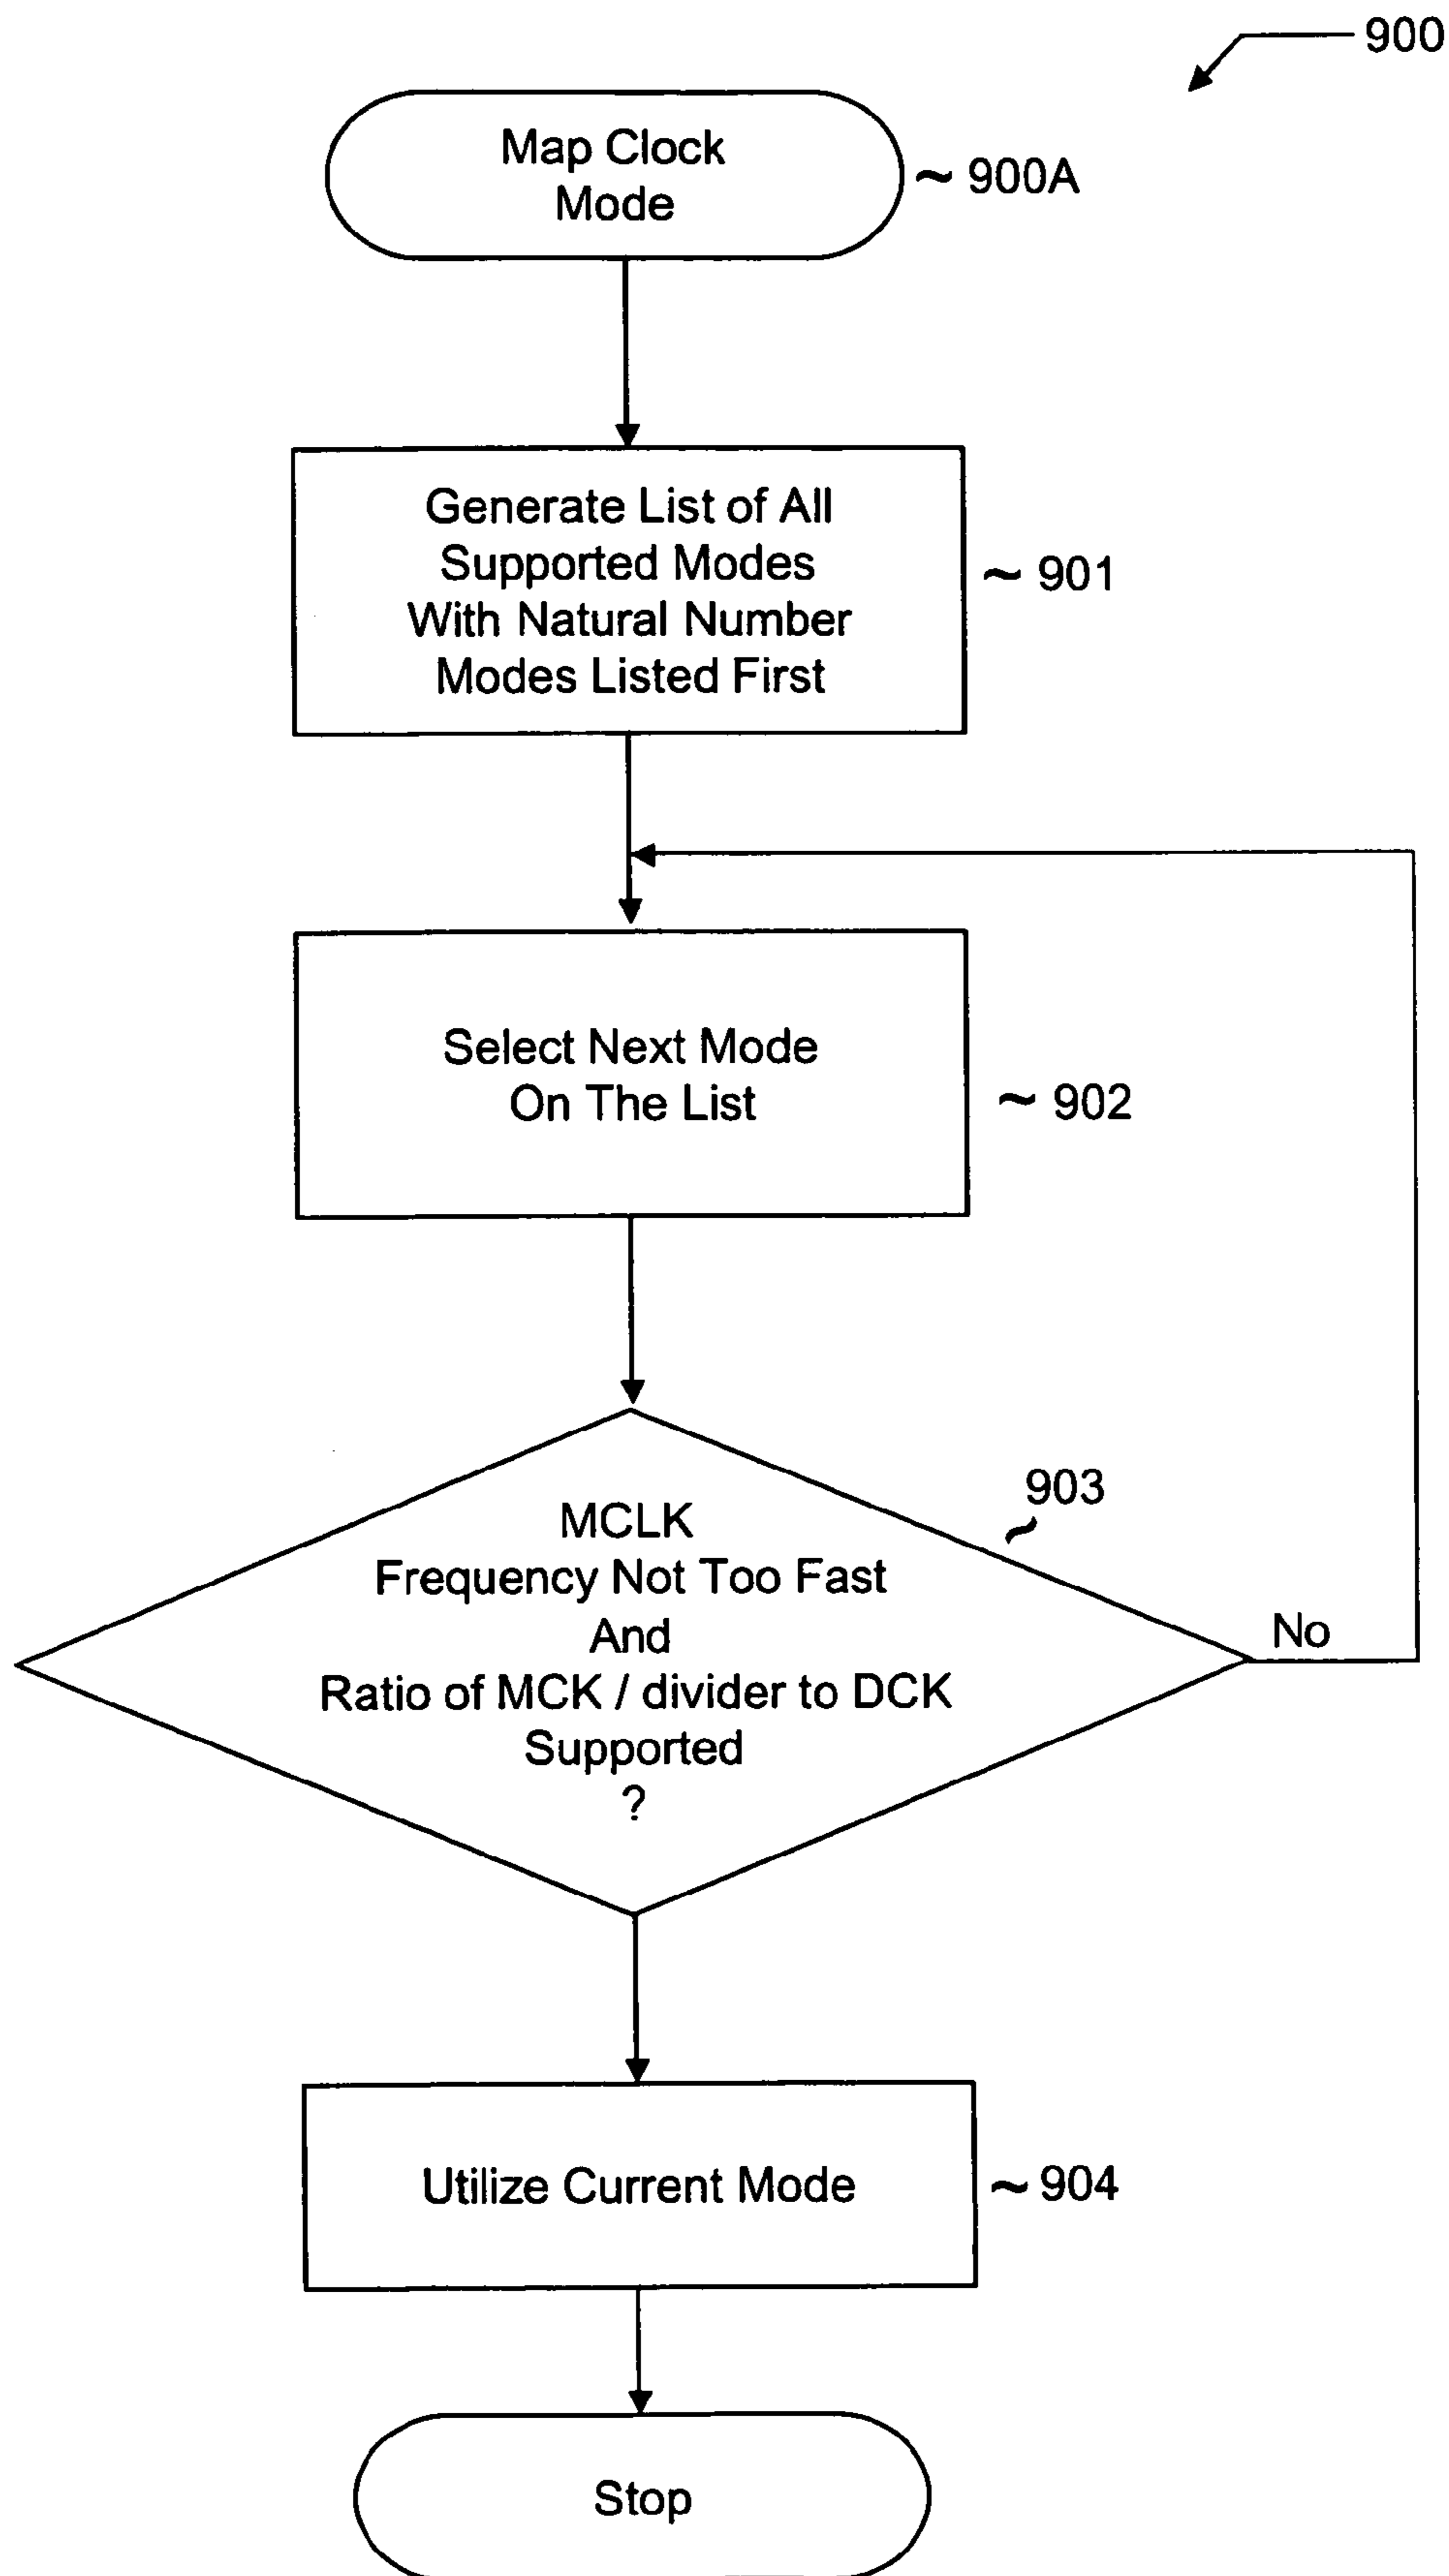 900
Map Clock
Mode
~ 900A
Generate List of All
Supported Modes
With Natural Number
Modes Listed First
~ 901
Select Next Mode
On The List
~ 902
903
~
MCLK
Frequency Not Too Fast
And
Ratio of MCK / divider to DCK
Supported
?
No
Utilize Current Mode
~ 904
Stop